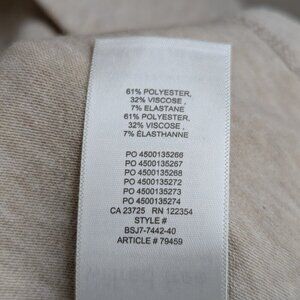 61% POLYESTER,
32% VISCOSE ,
7% ELASTANE
61% POLYESTER,
32% VISCOSE ,
7% ÉLASTHANNE
PO 4500135266
PO 4500135267
PO 4500135268
PO 4500135272
PO 4500135273
PO 4500135274
CA 23725 RN 122354
STYLE #
BSJ7-7442-40
ARTICLE # 79459